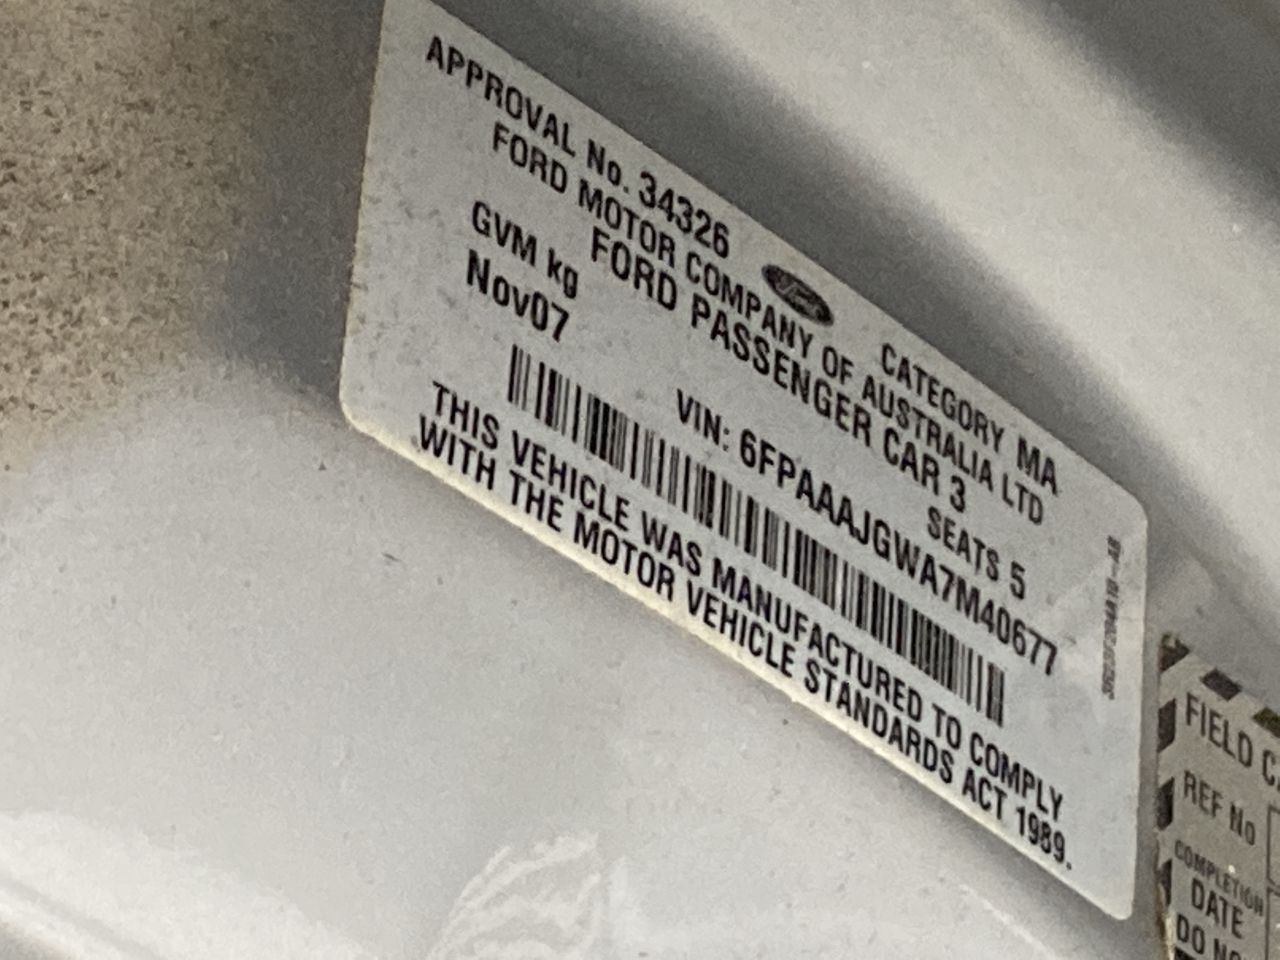 APPROVAL No. 34326 Ford CATEGORY MA
FORD MOTOR COMPANY OF AUSTRALIA LTD
FORD PASSENGER CAR 3
GVM kg SEATS 5
Nov07 VIN: 6FPAAAJGWA7M40677
THIS VEHICLE WAS MANUFACTURED TO COMPLY
WITH THE MOTOR VEHICLE STANDARDS ACT 1989.
FIELD
REF No
COMPLETION
DATE
DO